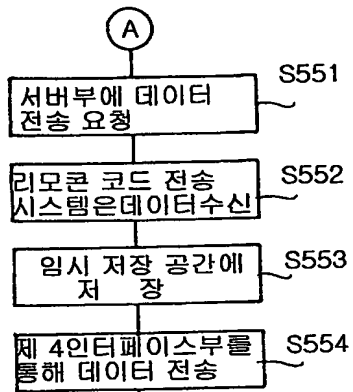 A
S551
서버부에 데이터
전송 요청
S552
리모콘 코드 전송
시스템은데이터수신
S553
임시 저장 공간에
저 장
S554
제 4인터페이스부를
통해 데이터 전송